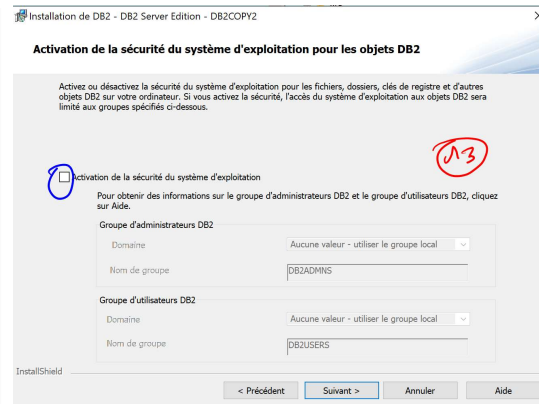 Installation de DB2 - DB2 Server Edition - DB2COPY2
Activation de la sécurité du système d'exploitation pour les objets DB2
Activez ou désactivez la sécurité du système d'exploitation pour les fichiers, dossiers, clés de registre et d'autres
objets DB2 sur votre ordinateur. Si vous activez la sécurité, l'accès du système d'exploitation aux objets DB2 sera
limité aux groupes spécifiés ci-dessous.
13
Activation de la sécurité du système d'exploitation
Pour obtenir des informations sur le groupe d'administrateurs DB2 et le groupe d'utilisateurs DB2, cliquez
sur Aide.
Groupe d'administrateurs DB2
Domaine Aucune valeur - utiliser le groupe local
Nom de groupe DB2ADMNS
Groupe d'utilisateurs DB2
Domaine Aucune valeur - utiliser le groupe local
Nom de groupe DB2USERS
InstallShield
< Précédent Suivant > Annuler Aide